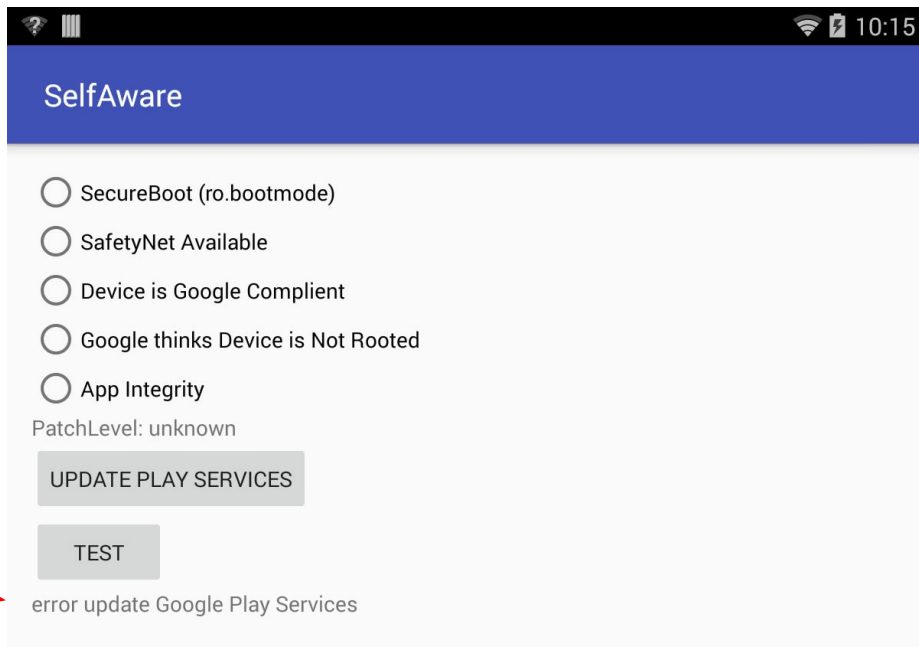 10:15
SelfAware
SecureBoot (ro.bootmode)
SafetyNet Available
Device is Google Complient
Google thinks Device is Not Rooted
App Integrity
PatchLevel: unknown
UPDATE PLAY SERVICES
TEST
error update Google Play Services